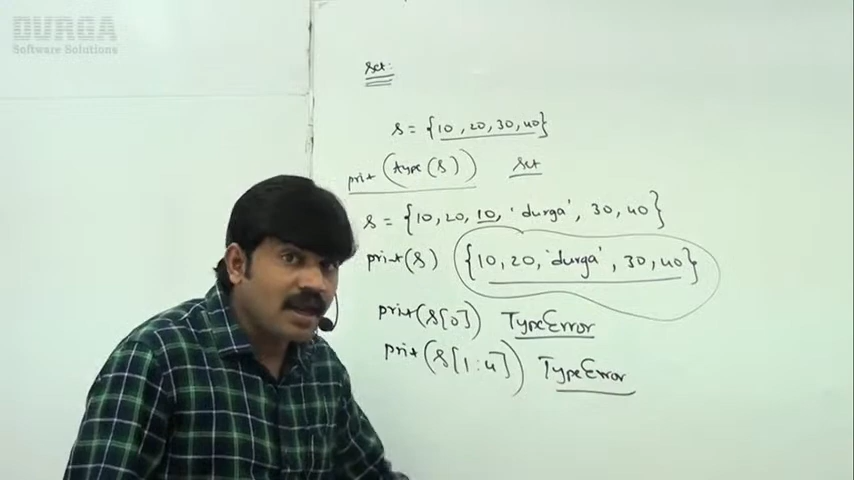 DURGA
Software Solutions
set:
s = {10, 20, 30, 40}
print(type(s)) set
s = {10, 20, 10, 'durga', 30, 40}
print(s) {10, 20, 'durga', 30, 40}
print(s[0]) TypeError
print(s[1:4]) TypeError